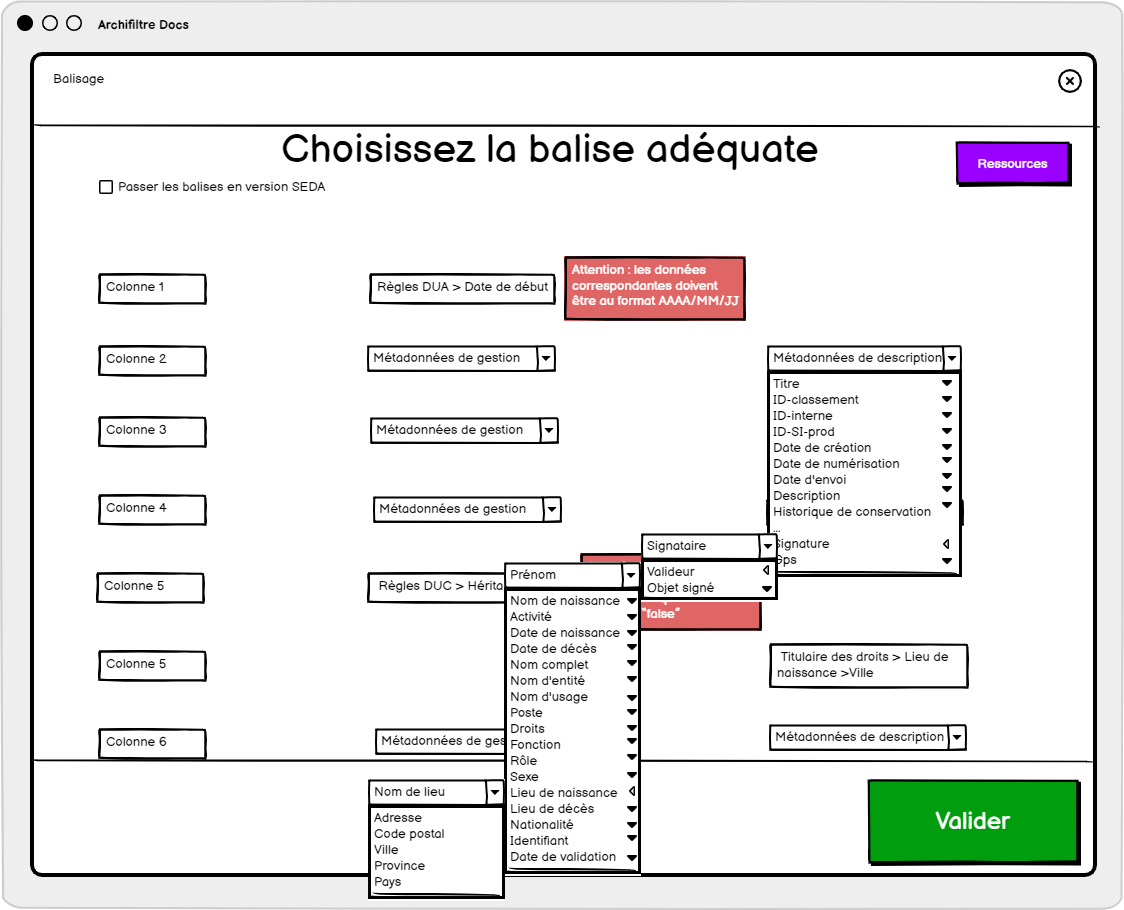 Archifiltre Docs
Balisage
Choisissez la balise adéquate
Ressources
Passer les balises en version SEDA
Colonne 1
Règles DUA > Date de début
Attention : les données
correspondantes doivent
être au format AAAA/MM/JJ
Colonne 2
Métadonnées de gestion
Métadonnées de description
Titre
ID-classement
ID-interne
ID-SI-prod
Date de création
Date de numérisation
Date d'envoi
Description
Historique de conservation
...
Signature
Gps
Colonne 3
Métadonnées de gestion
Colonne 4
Métadonnées de gestion
Signataire
Valideur
Objet signé
"false"
Colonne 5
Règles DUC > Hérita
Prénom
Nom de naissance
Activité
Date de naissance
Date de décès
Nom complet
Nom d'entité
Nom d'usage
Poste
Droits
Fonction
Rôle
Sexe
Lieu de naissance
Lieu de décès
Nationalité
Identifiant
Date de validation
Colonne 5
Titulaire des droits > Lieu de
naissance >Ville
Colonne 6
Métadonnées de ges
Métadonnées de description
Nom de lieu
Adresse
Code postal
Ville
Province
Pays
Valider